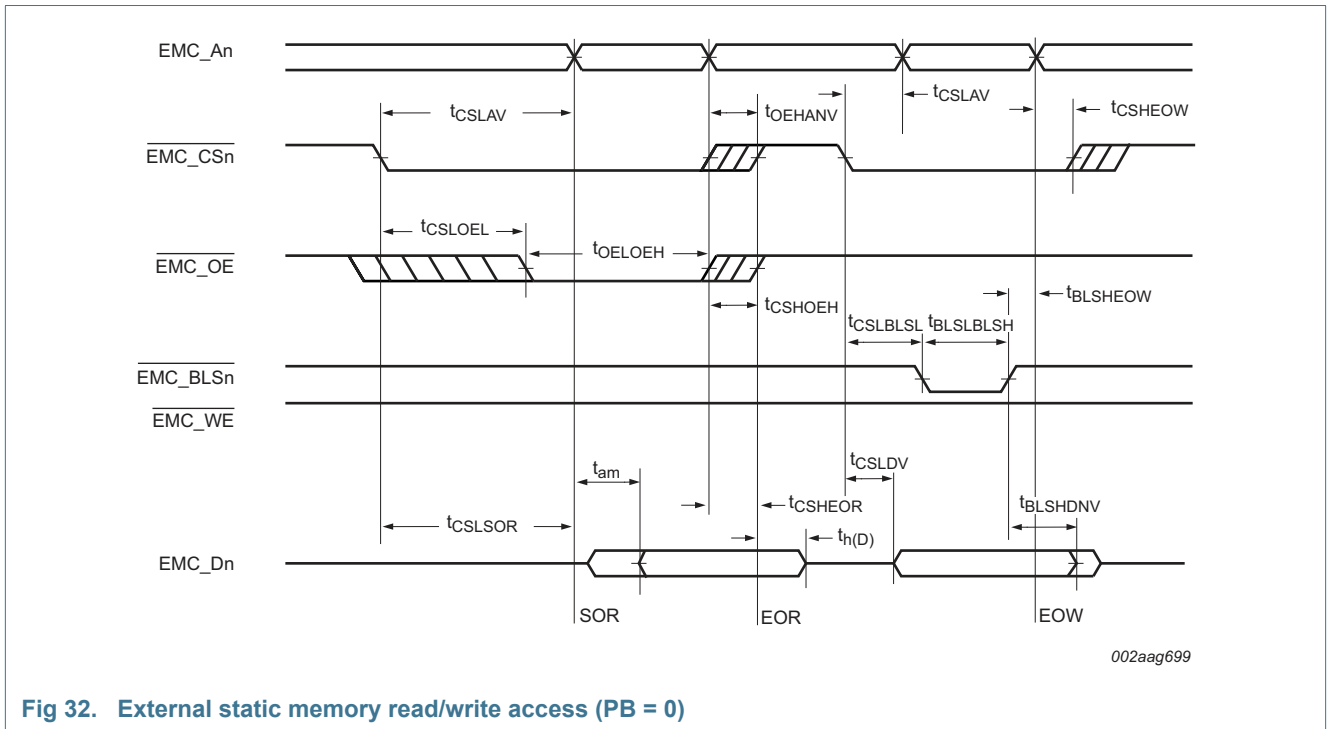 EMC_An
tCSLAV
tOEHANV
tCSLAV
tCSHEOW
EMC_CSn
tCSLOEL
tOELOEH
EMC_OE
tCSHOEH
tBLSHEOW
tCSLBLSL
tBLSLBLSH
EMC_BLSn
EMC_WE
tam
tCSLDV
tCSLSOR
tCSHEOR
tBLSHDNV
th(D)
EMC_Dn
SOR
EOR
EOW
002aag699
Fig 32. External static memory read/write access (PB = 0)